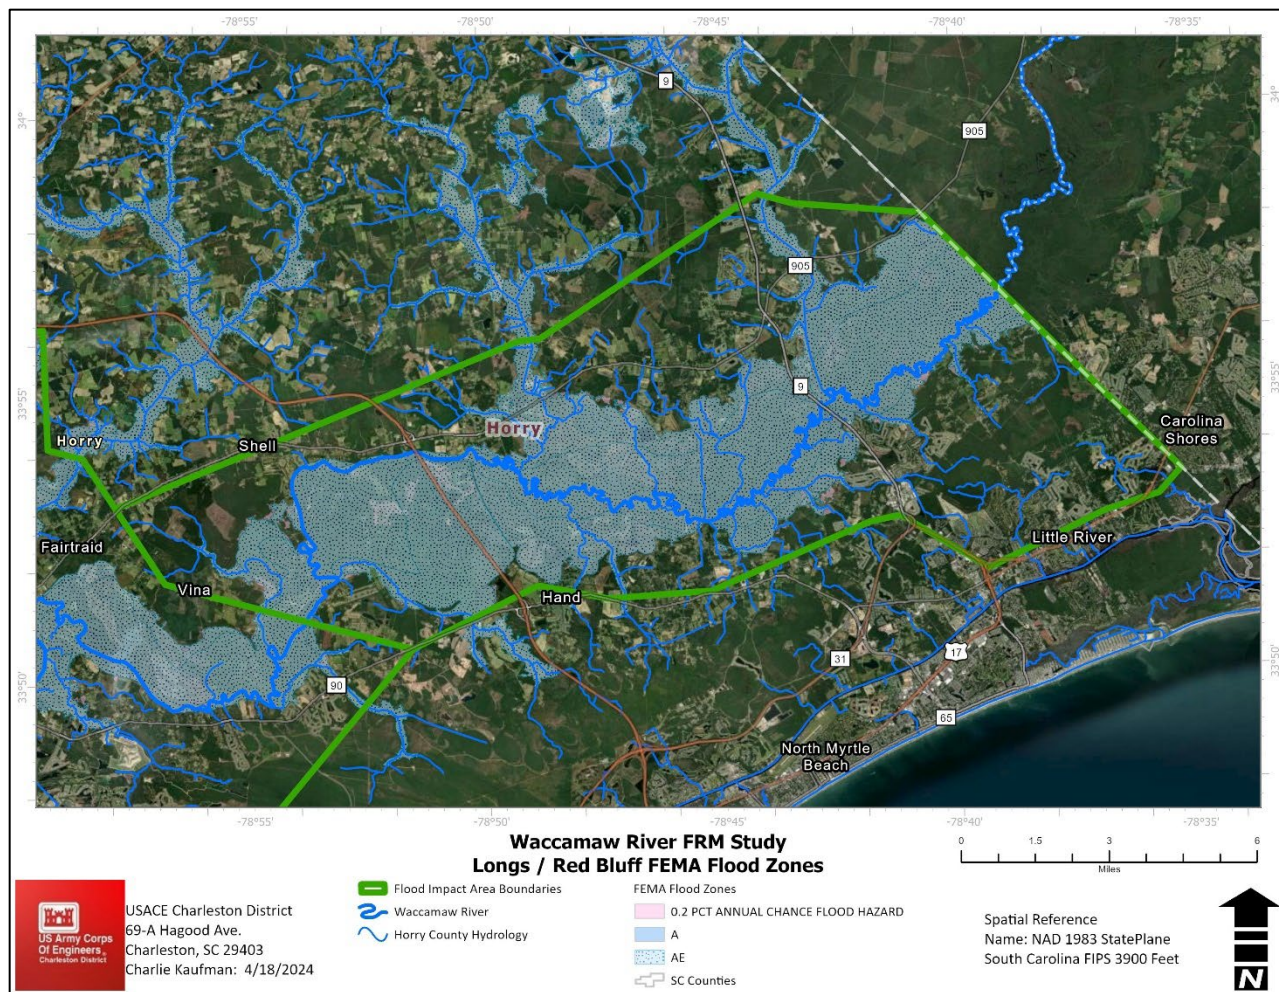 -78°55'
-78°50'
-78°45'
-78°40'
-78°35'
34°
34°
9
905
905
33°55'
33°55'
9
Carolina
Shores
Horry
Horry
Shell
Fairtraid
Little River
Vina
Hand
31
17
33°50'
33°50'
90
65
North Myrtle
Beach
-78°55'
-78°50'
-78°45'
-78°40'
-78°35'
Waccamaw River FRM Study
Longs / Red Bluff FEMA Flood Zones
0 1.5 3 6
Miles
US Army Corps
Of Engineers®
Charleston District
USACE Charleston District
69-A Hagood Ave.
Charleston, SC 29403
Charlie Kaufman: 4/18/2024
Flood Impact Area Boundaries
Waccamaw River
Horry County Hydrology
FEMA Flood Zones
0.2 PCT ANNUAL CHANCE FLOOD HAZARD
A
AE
SC Counties
Spatial Reference
Name: NAD 1983 StatePlane
South Carolina FIPS 3900 Feet
N